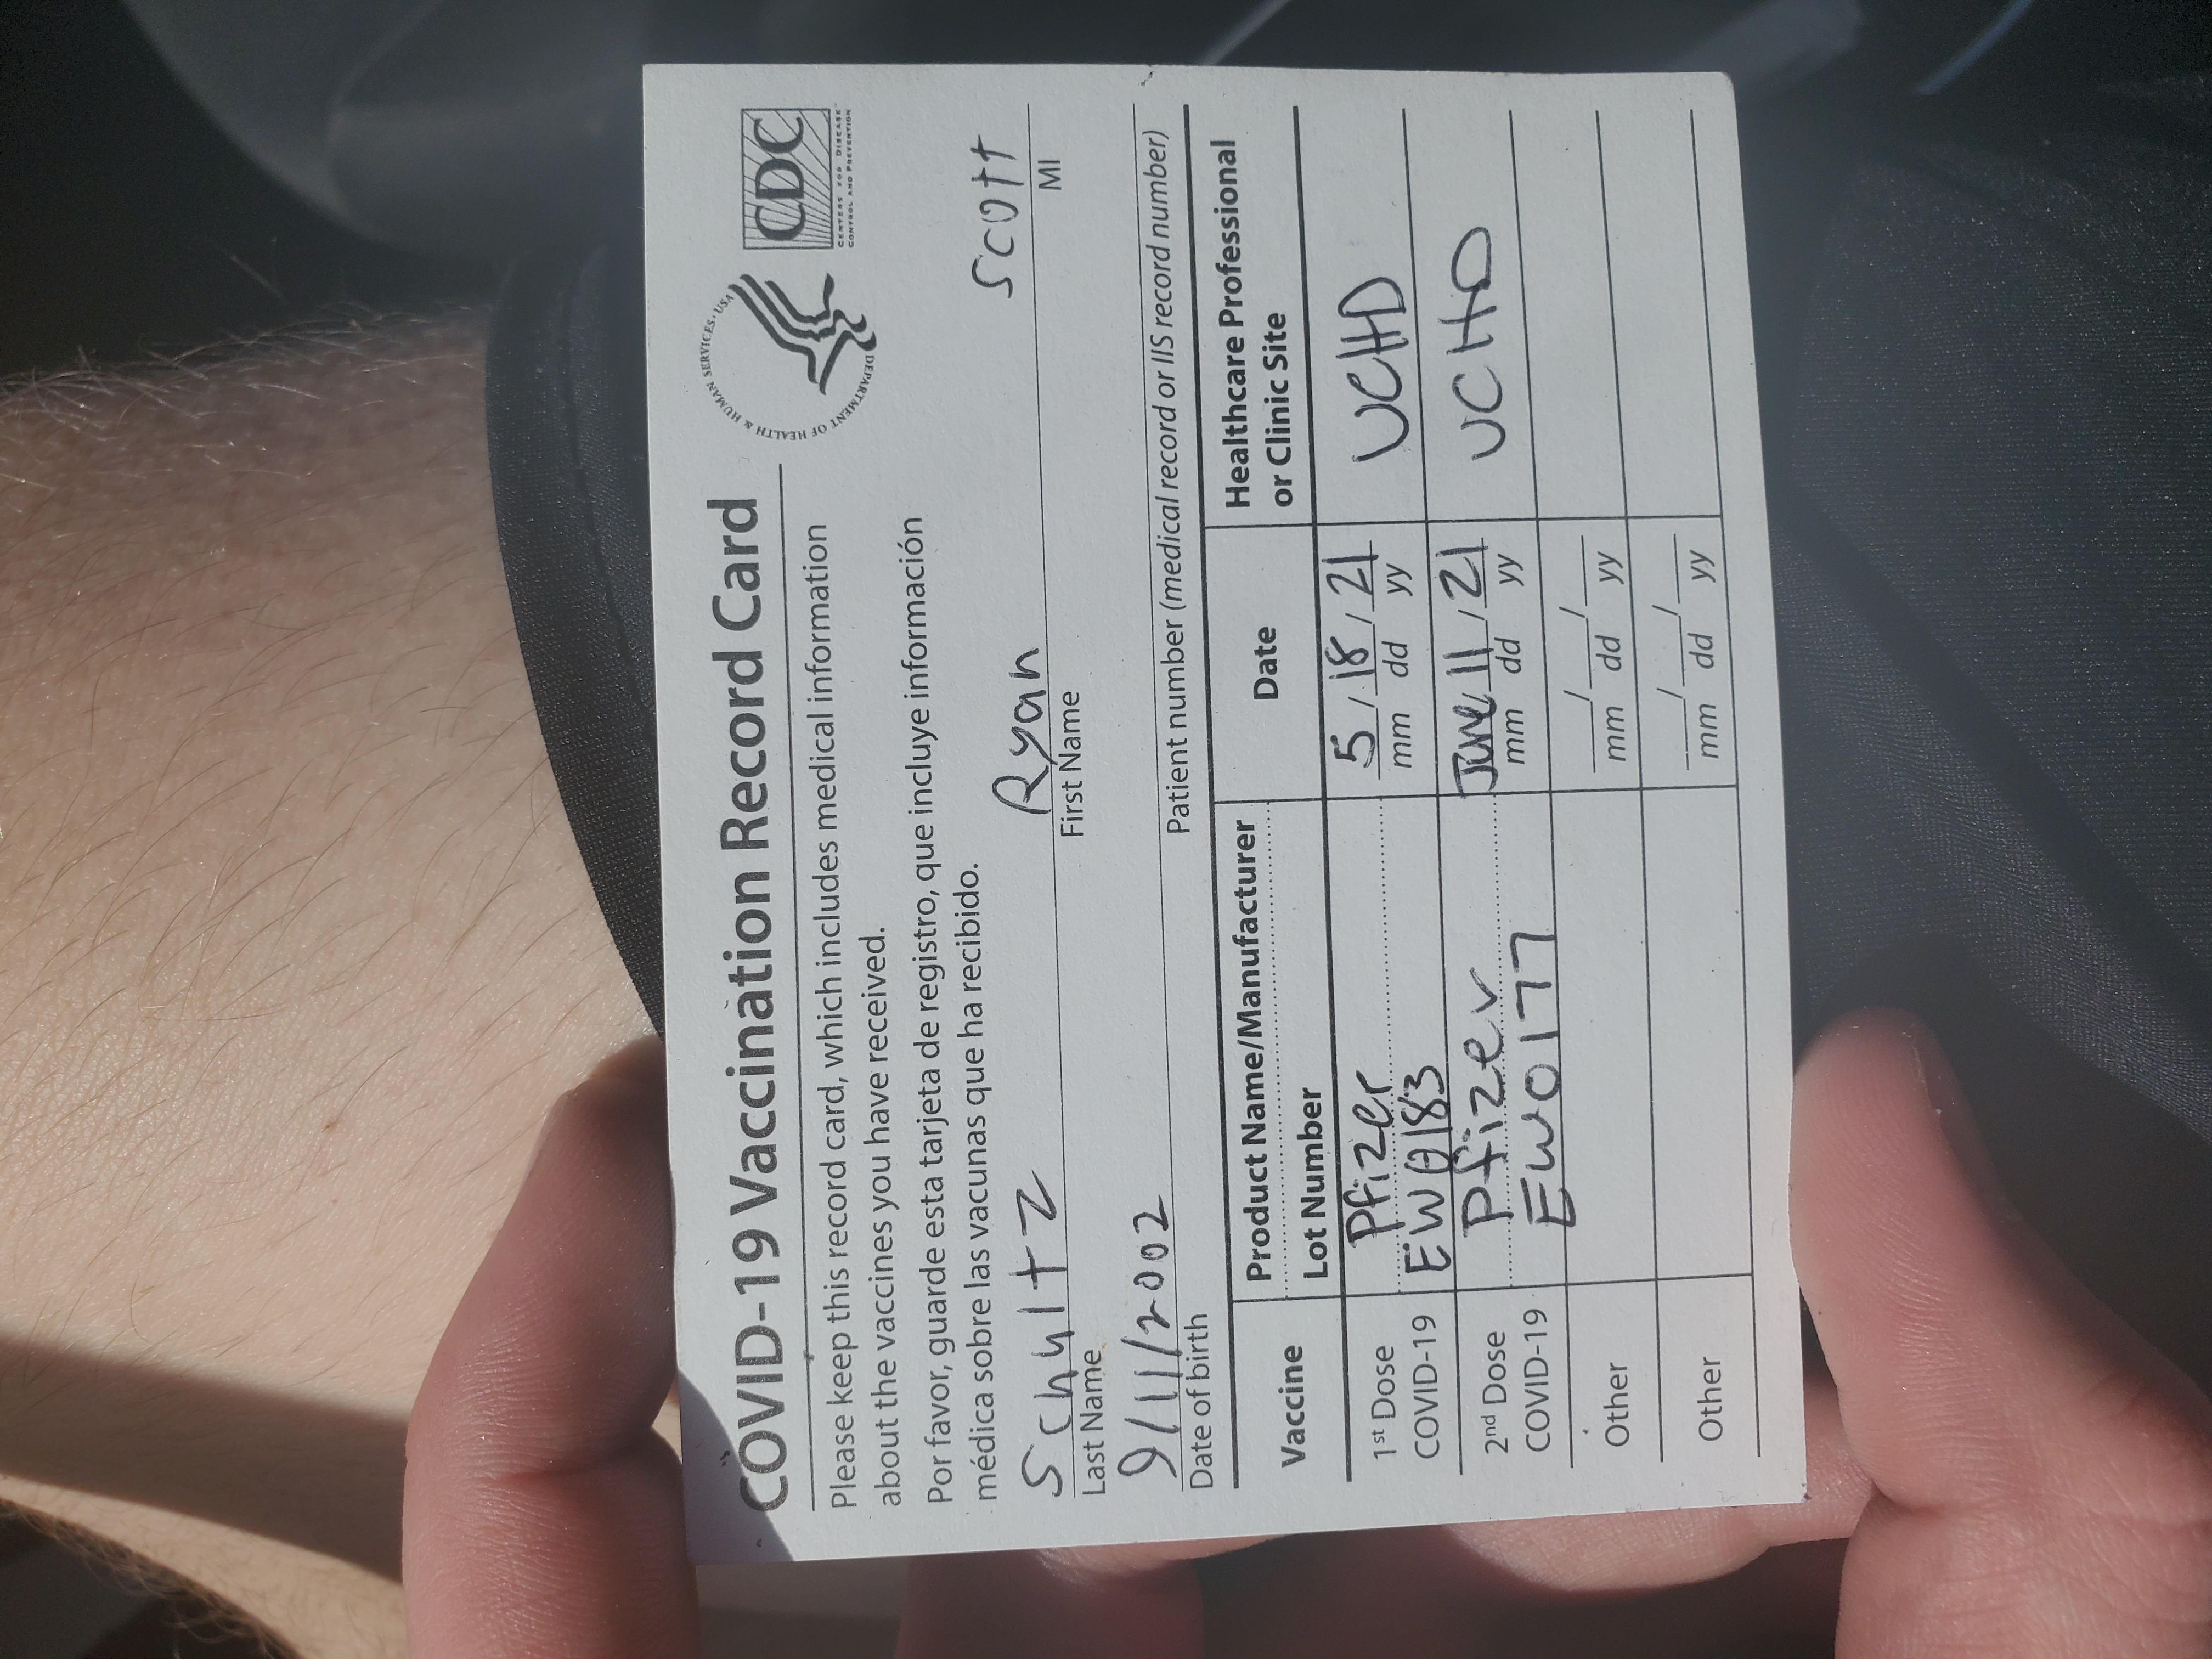 COVID-19 Vaccination Record Card
DEPARTMENT OF HEALTH & HUMAN SERVICES · USA
CDC
CENTERS FOR DISEASE
CONTROL AND PREVENTION
Please keep this record card, which includes medical information
about the vaccines you have received.
Por favor, guarde esta tarjeta de registro, que incluye información
médica sobre las vacunas que ha recibido.
Schultz Ryan Scott
Last Name First Name MI
9/11/2002
Date of birth Patient number (medical record or IIS record number)
Vaccine
Product Name/Manufacturer
Lot Number
Date
Healthcare Professional
or Clinic Site
1st Dose
COVID-19
Pfizer
EW0183
5/18/21
mm dd yy
UCHD
2nd Dose
COVID-19
Pfizer
EW0177
June/11/21
mm dd yy
UCHD
Other
___/___/___
mm dd yy
Other
___/___/___
mm dd yy